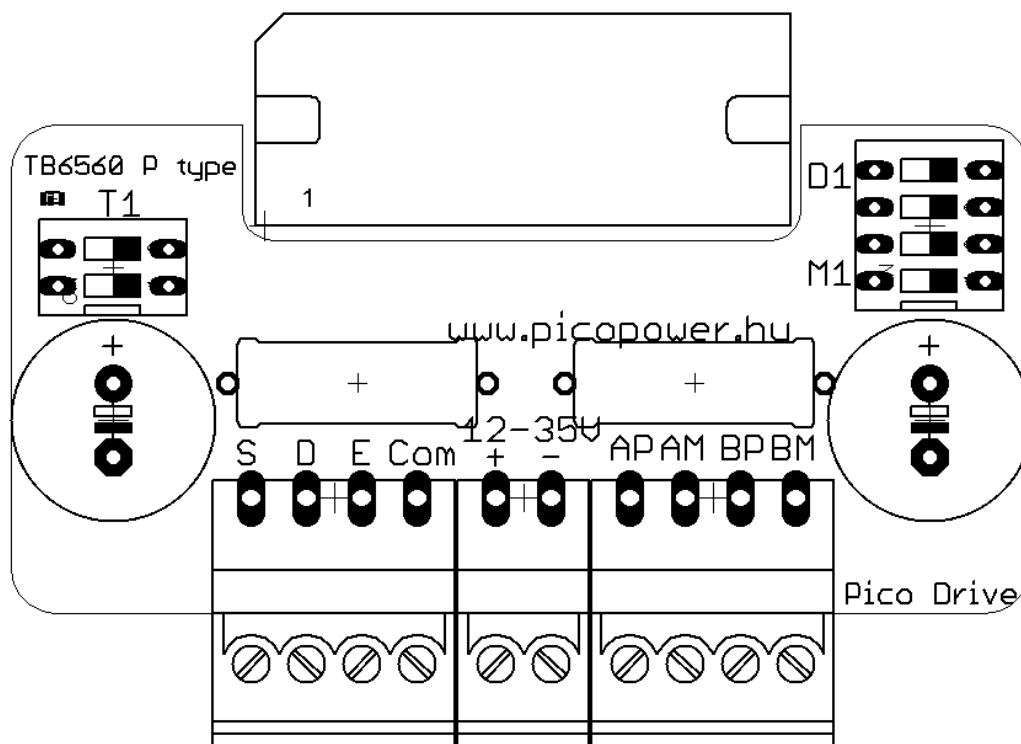 TB6560 P type
1
D1
T1
M1
www.picopower.hu
+
+
12-35V
S D E Com + - AP AM BP BM
Pico Drive